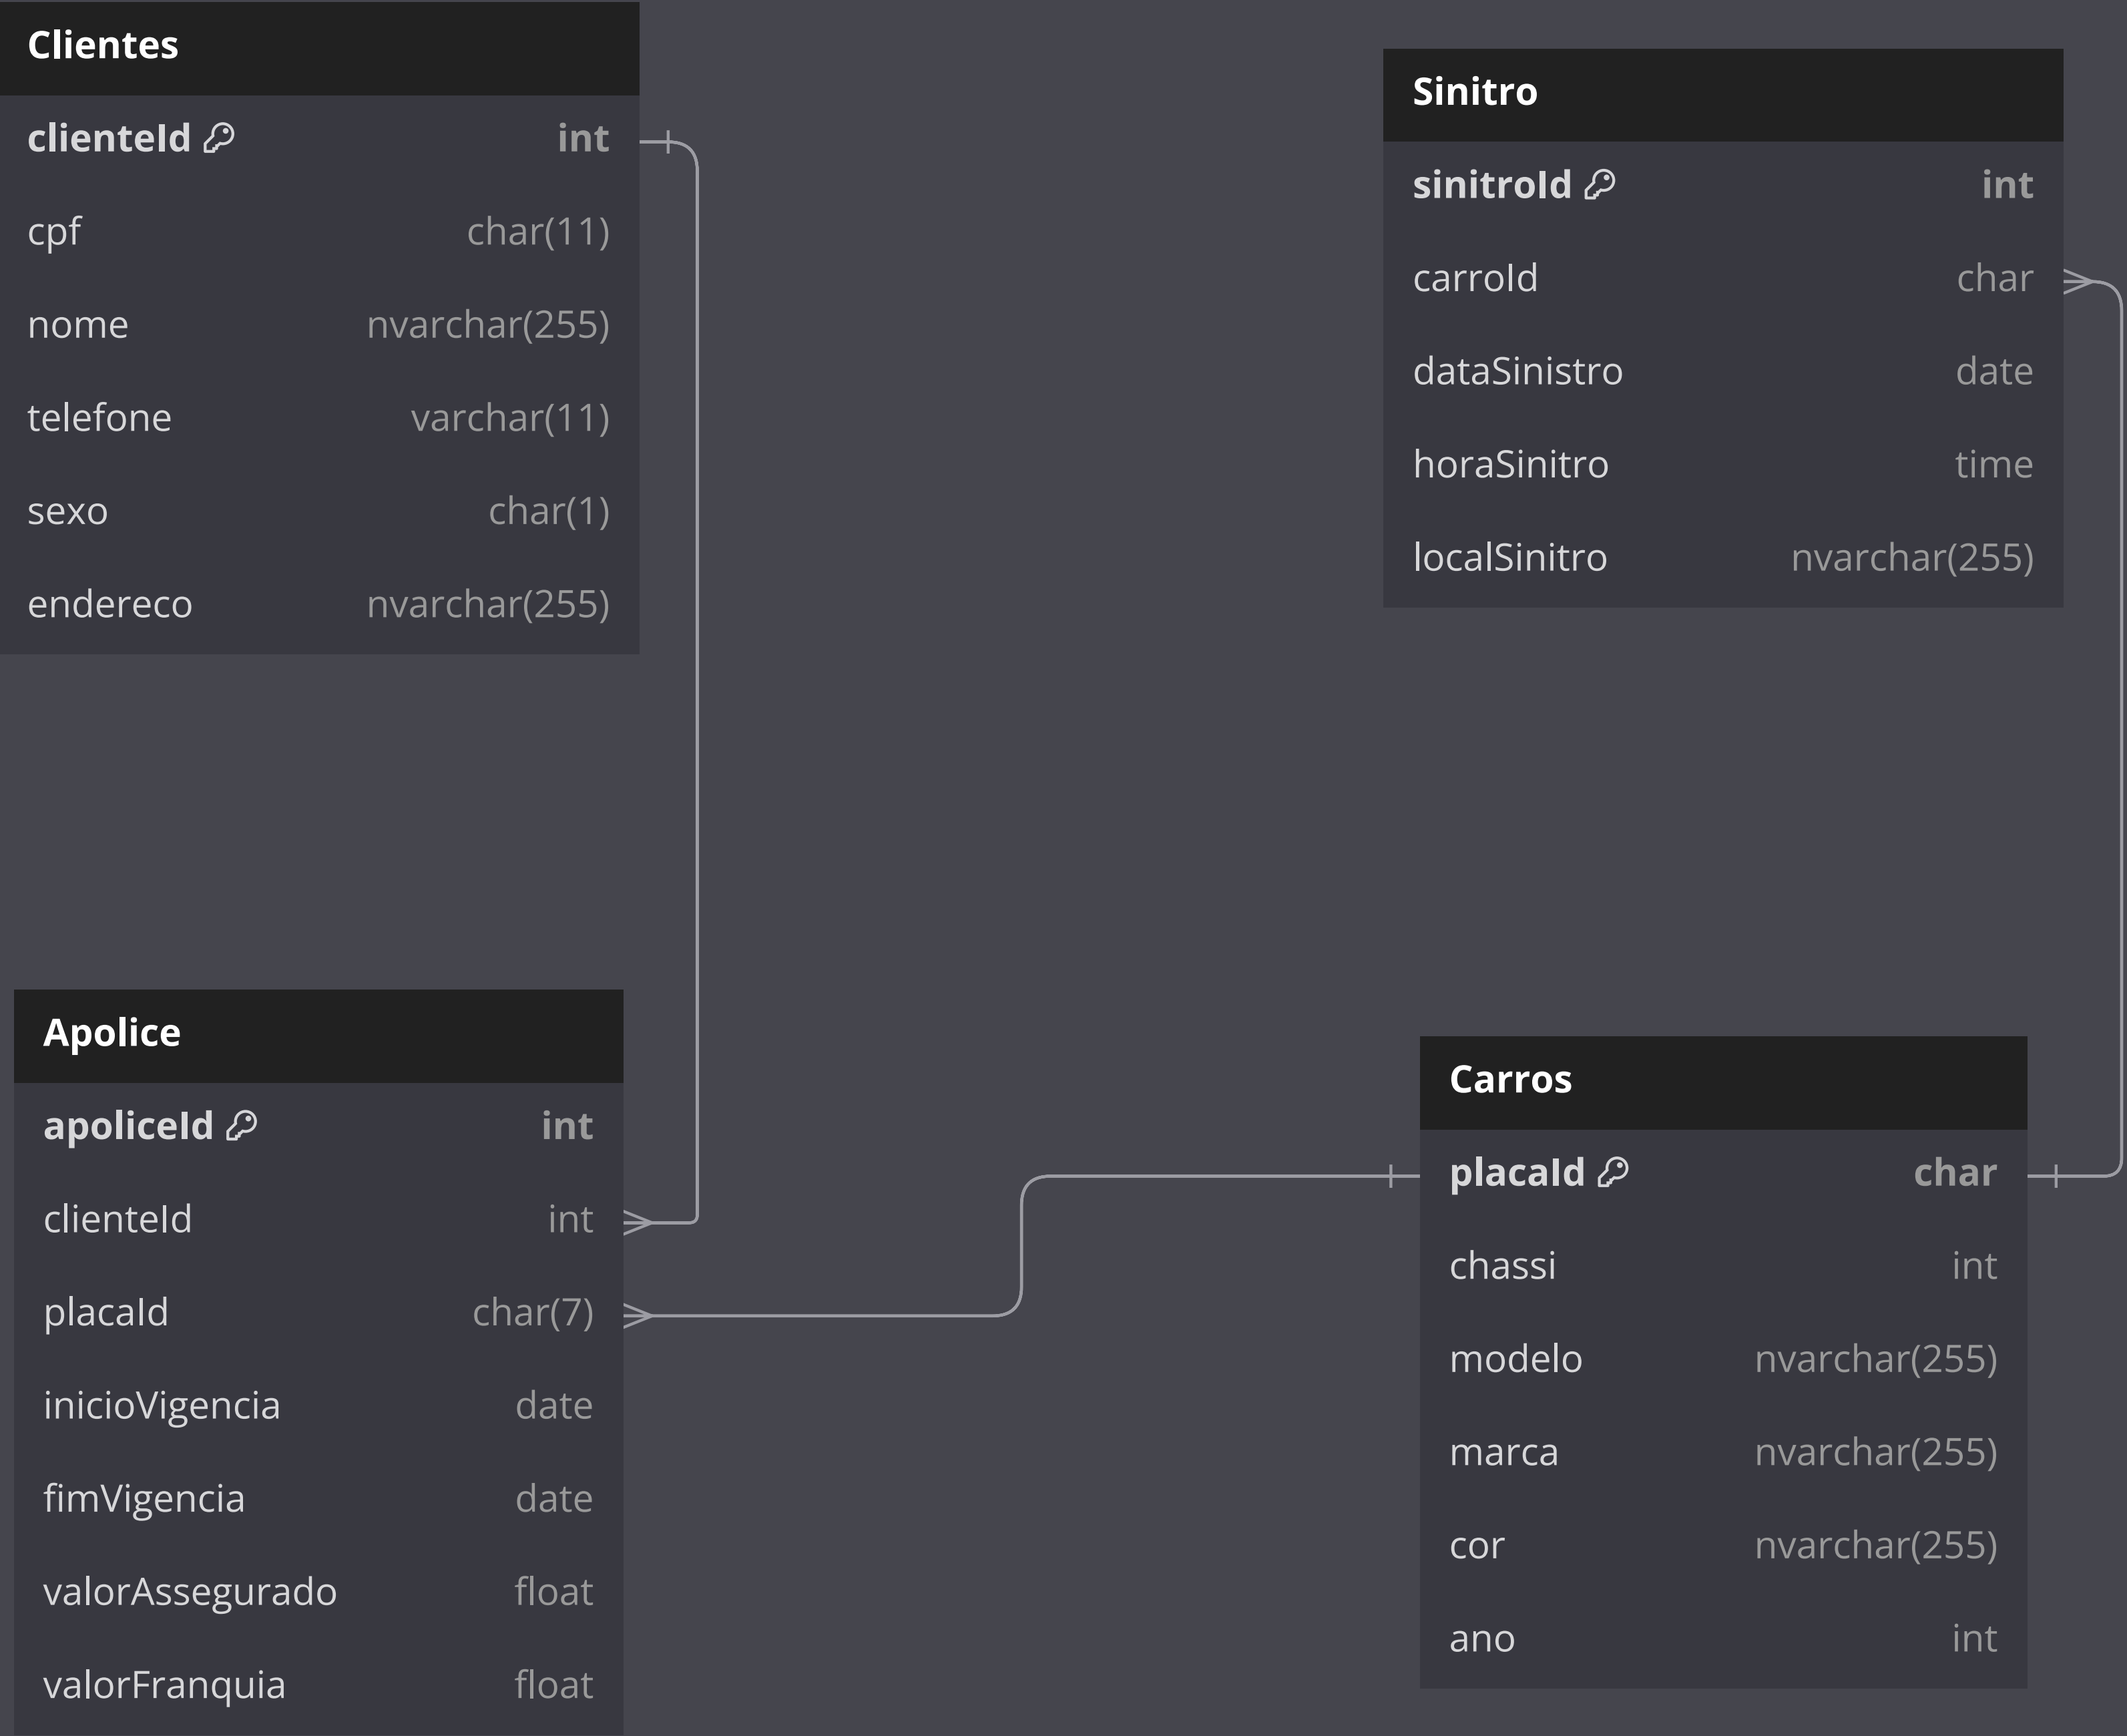 Clientes
clienteId int
cpf char(11)
nome nvarchar(255)
telefone varchar(11)
sexo char(1)
endereco nvarchar(255)
Sinitro
sinitroId int
carroId char
dataSinistro date
horaSinitro time
localSinitro nvarchar(255)
Apolice
apoliceId int
clienteId int
placaId char(7)
inicioVigencia date
fimVigencia date
valorAssegurado float
valorFranquia float
Carros
placaId char
chassi int
modelo nvarchar(255)
marca nvarchar(255)
cor nvarchar(255)
ano int